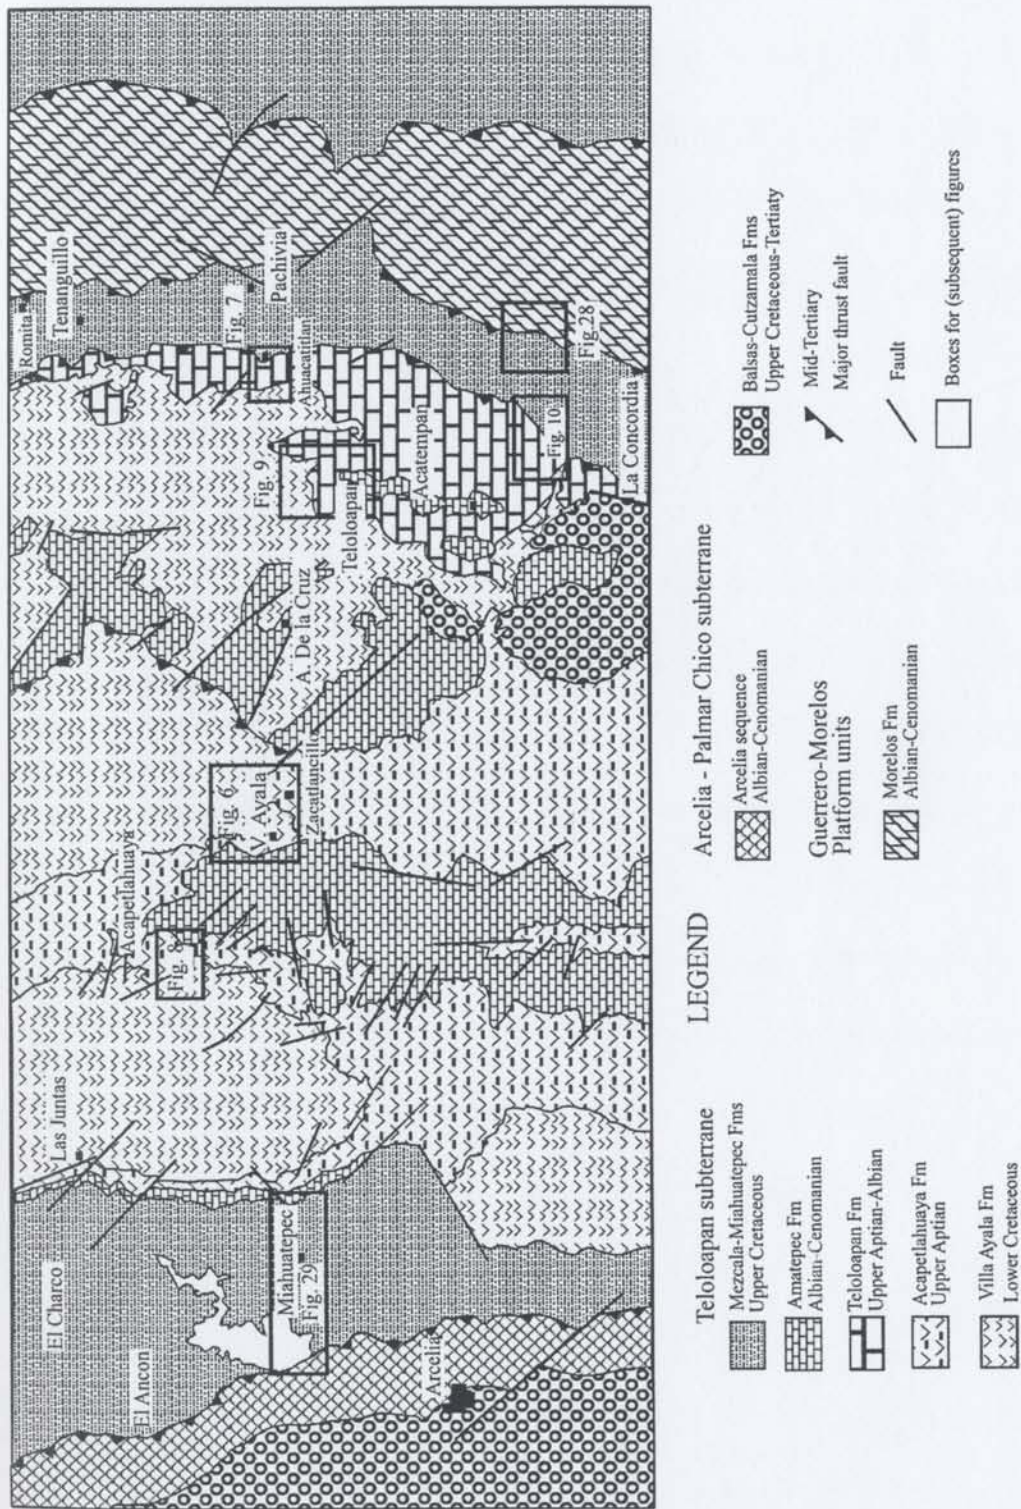 El Charco
Las Juntas
El Ancon
Miahuatepec
Fig. 29
Arcelia
Acapetlahuaya
Fig. 8
Fig. 6
V. Ayala
Zacatlancillo
A. De la Cruz
Fig. 9
Teloloapan
Acatempan
Romita
Tenanguillo
Fig. 7
Pachivia
Ahuacatitlan
Fig. 10
Fig.28
La Concordia
LEGEND
Teloloapan subterrane
Mezcala-Miahuatepec Fms
Upper Cretaceous
Amatepec Fm
Albian-Cenomanian
Teloloapan Fm
Upper Aptian-Albian
Acapetlahuaya Fm
Upper Aptian
Villa Ayala Fm
Lower Cretaceous
Arcelia - Palmar Chico subterrane
Arcelia sequence
Albian-Cenomanian
Guerrero-Morelos
Platform units
Morelos Fm
Albian-Cenomanian
Balsas-Cutzamala Fms
Upper Cretaceous-Tertiary
Mid-Tertiary
Major thrust fault
Fault
Boxes for (subsequent) figures